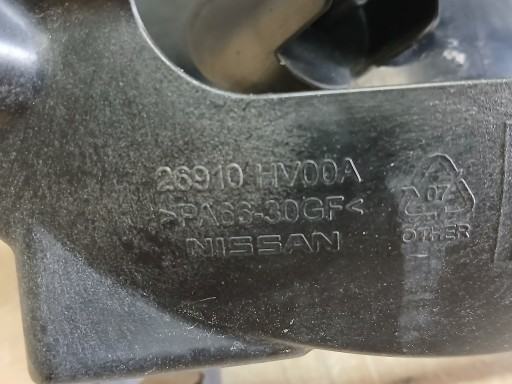 26910 HV00A
>PA66-30GF<
NISSAN
07
OTHER